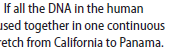 If all the DNA in the human
used together in one continuous
retch from California to Panama.